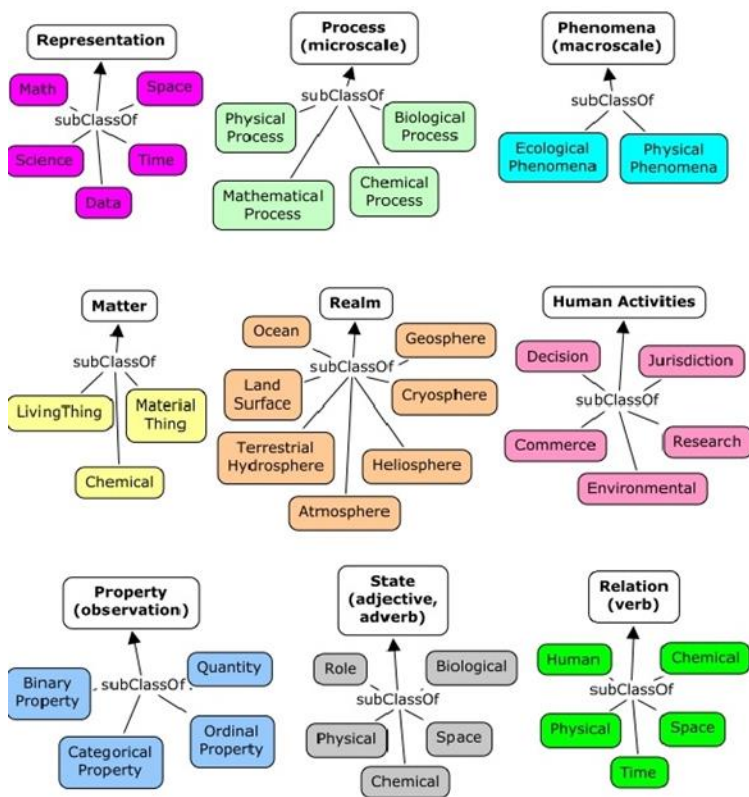 Representation
Math
Space
subClassOf
Science
Time
Data
Process
(microscale)
subClassOf
Physical
Process
Biological
Process
Mathematical
Process
Chemical
Process
Phenomena
(macroscale)
subClassOf
Ecological
Phenomena
Physical
Phenomena
Matter
subClassOf
LivingThing
Material
Thing
Chemical
Realm
Ocean
Geosphere
subClassOf
Land
Surface
Cryosphere
Terrestrial
Hydrosphere
Heliosphere
Atmosphere
Human Activities
Decision
Jurisdiction
subClassOf
Commerce
Research
Environmental
Property
(observation)
Quantity
subClassOf
Binary
Property
Ordinal
Property
Categorical
Property
State
(adjective,
adverb)
Role
Biological
subClassOf
Physical
Space
Chemical
Relation
(verb)
Human
Chemical
subClassOf
Physical
Space
Time